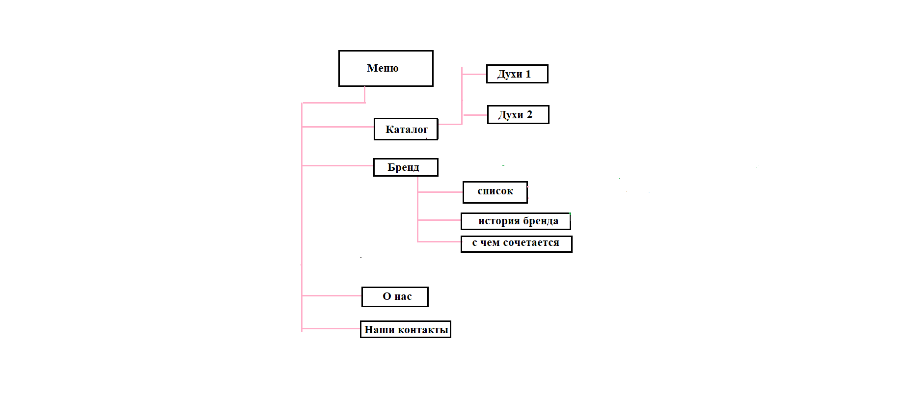 Меню
Духи 1
Духи 2
Каталог
Бренд
список
история бренда
с чем сочетается
О нас
Наши контакты